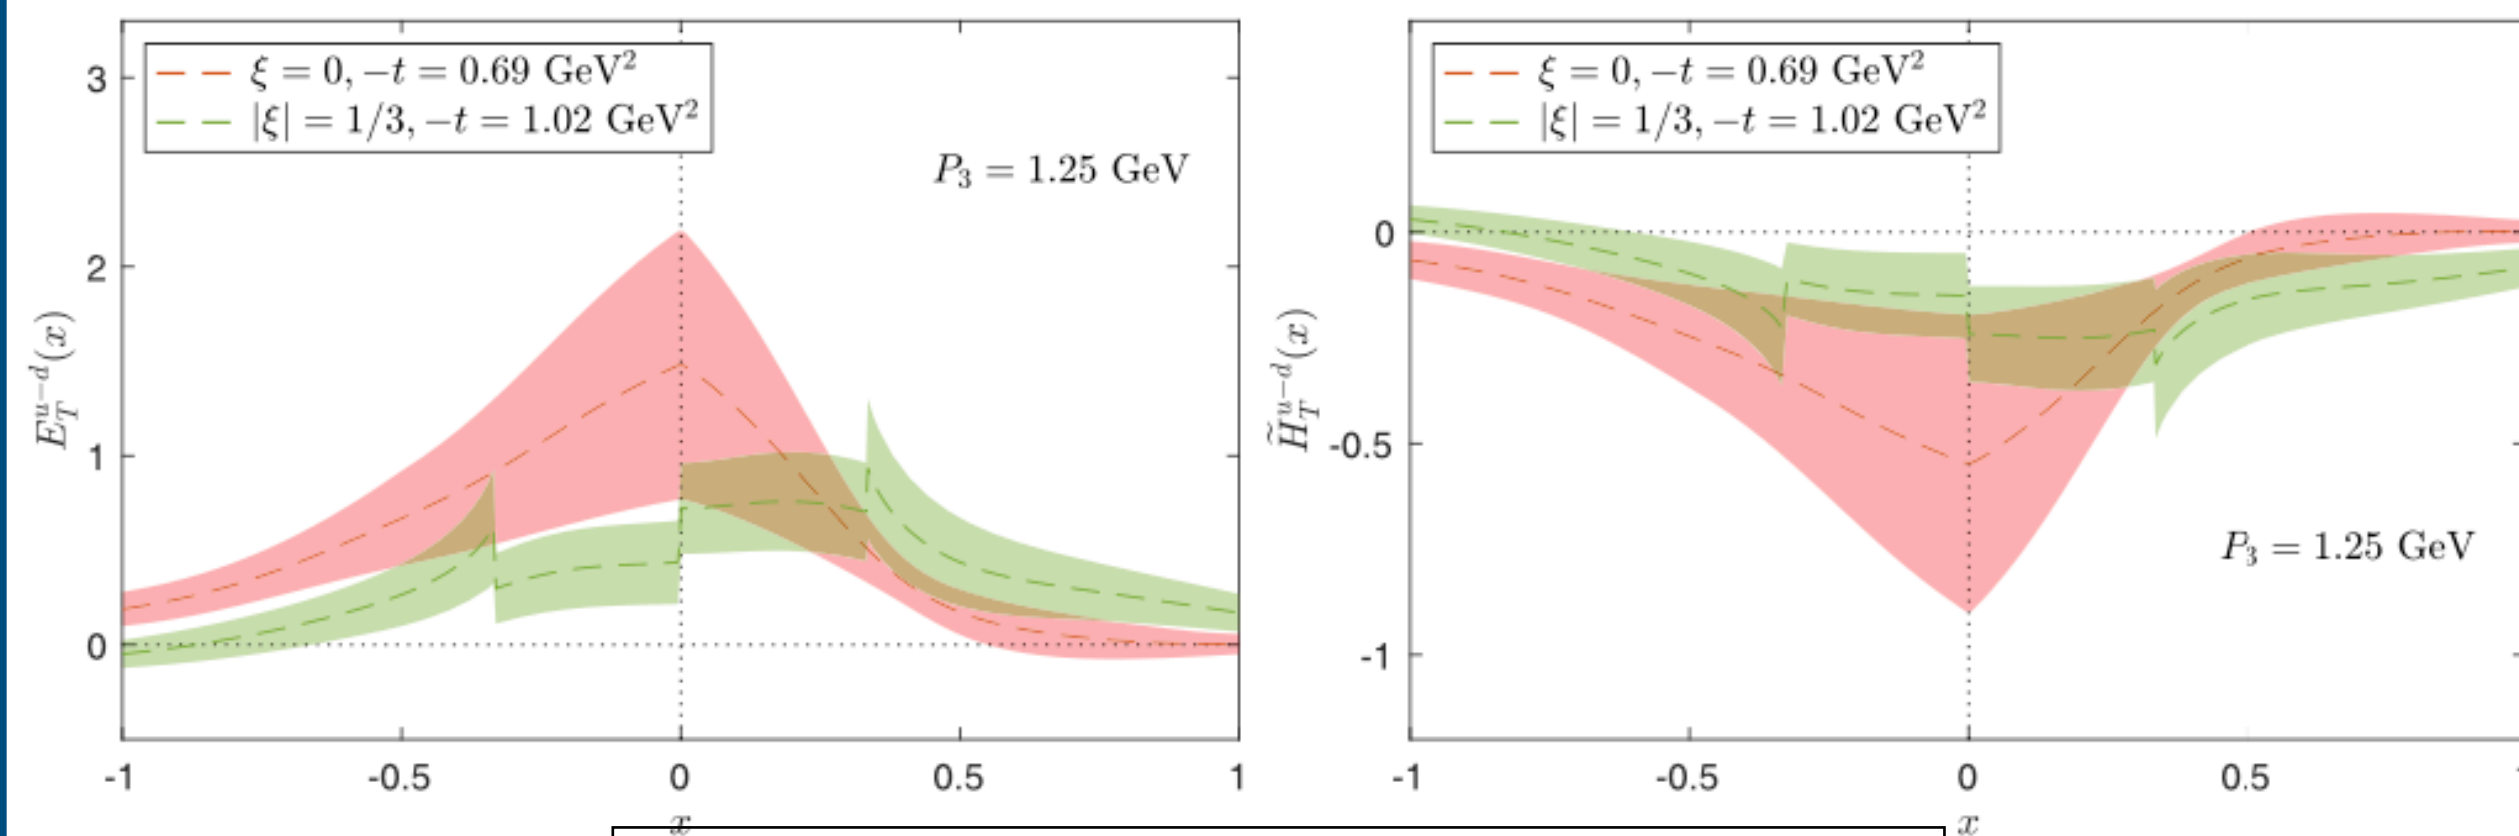 ξ = 0, −t = 0.69 GeV²
|ξ| = 1/3, −t = 1.02 GeV²
P₃ = 1.25 GeV
3
2
1
0
E_T^{u−d}(x)
-1 -0.5 0 0.5 1
x
ξ = 0, −t = 0.69 GeV²
|ξ| = 1/3, −t = 1.02 GeV²
0
-0.5
-1
H̃_T^{u−d}(x)
P₃ = 1.25 GeV
-1 -0.5 0 0.5
x